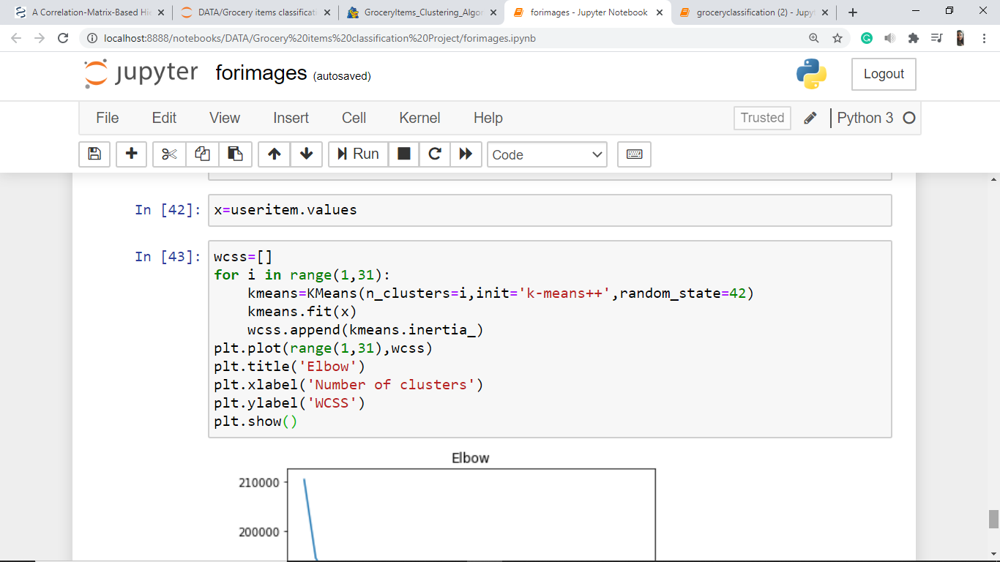 A Correlation-Matrix-Based Hie
DATA/Grocery items classificati
GroceryItems_Clustering_Algor
forimages - Jupyter Notebook
groceryclassification (2) - Jupyt
localhost:8888/notebooks/DATA/Grocery%20items%20classification%20Project/forimages.ipynb
jupyter forimages (autosaved)
Logout
File Edit View Insert Cell Kernel Help
Trusted
Python 3
Run
Code
In [42]: x=useritem.values
In [43]: wcss=[]
for i in range(1,31):
    kmeans=KMeans(n_clusters=i,init='k-means++',random_state=42)
    kmeans.fit(x)
    wcss.append(kmeans.inertia_)
plt.plot(range(1,31),wcss)
plt.title('Elbow')
plt.xlabel('Number of clusters')
plt.ylabel('WCSS')
plt.show()
Elbow
210000
200000